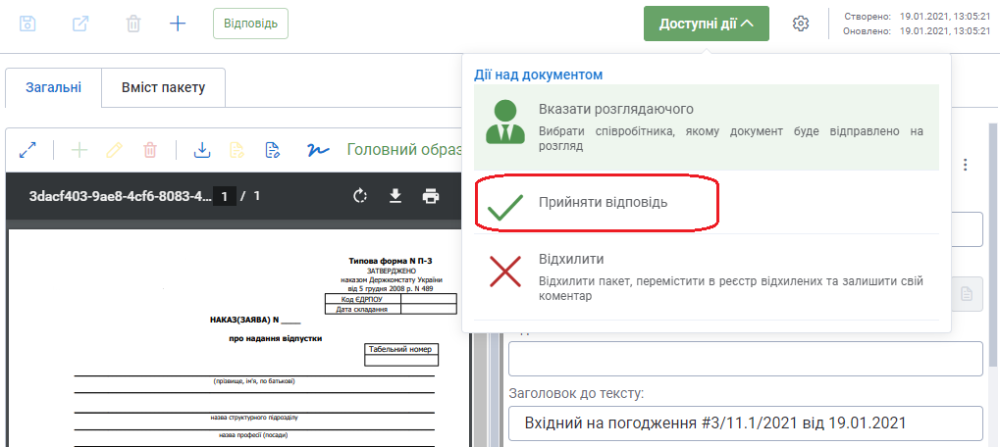 Відповідь
Доступні дії
Створено: 19.01.2021, 13:05:21
Оновлено: 19.01.2021, 13:05:21
Дії над документом
Загальні
Вміст пакету
Вказати розглядаючого
Вибрати співробітника, якому документ буде відправлено на
розгляд
Головний образ
3dacf403-9ae8-4cf6-8083-4... 1 / 1
Прийняти відповідь
Відхилити
Відхилити пакет, перемістити в реєстр відхилених та залишити свій
коментар
Типова форма N П-3
ЗАТВЕРДЖЕНО
наказом Держкомстату України
від 5 грудня 2008 р. N 489
Код ЄДРПОУ
Дата складання
НАКАЗ(ЗАЯВА) N ____
про надання відпустки
Табельний номер
(прізвище, ім'я, по батькові)
назва структурного підрозділу
назва професії (посади)
Заголовок до тексту:
Вхідний на погодження #3/11.1/2021 від 19.01.2021